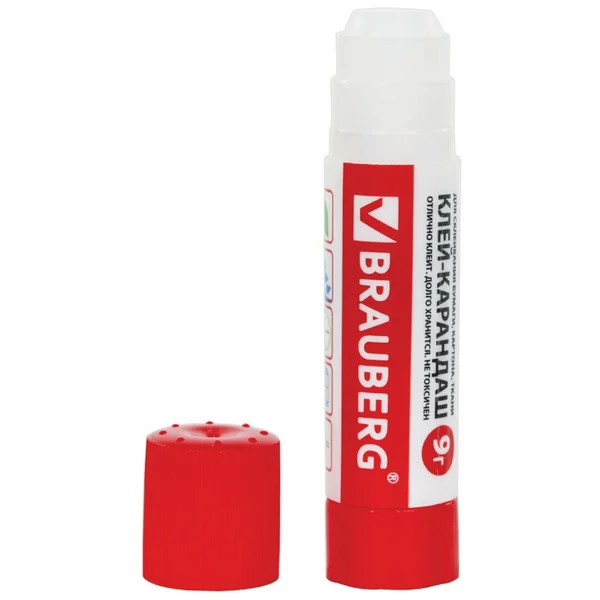 BRAUBERG®
ДЛЯ СКЛЕИВАНИЯ БУМАГИ, КАРТОНА, ТКАНИ
КЛЕЙ-КАРАНДАШ
ОТЛИЧНО КЛЕИТ, ДОЛГО ХРАНИТСЯ, НЕ ТОКСИЧЕН
9г